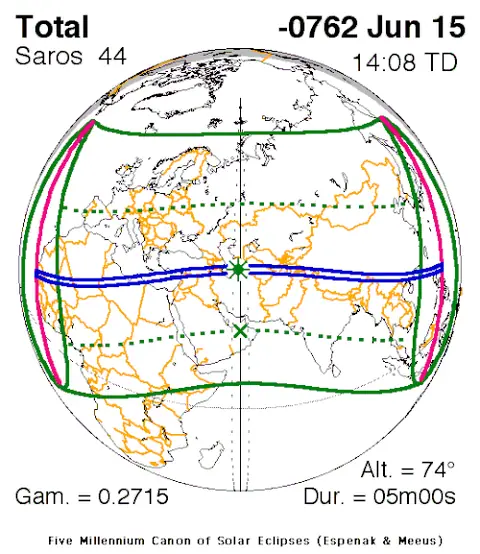 Total -0762 Jun 15
Saros 44 14:08 TD
Alt. = 74°
Gam. = 0.2715 Dur. = 05m00s
Five Millennium Canon of Solar Eclipses (Espenak & Meeus)